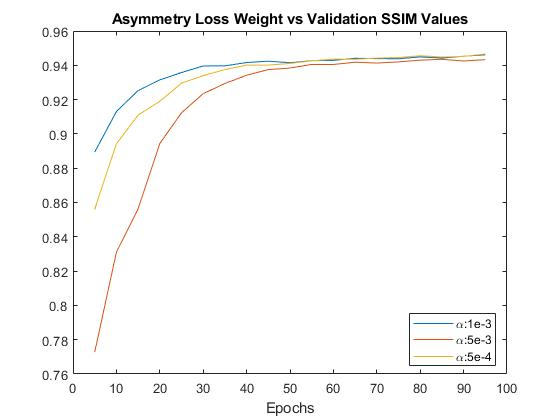 Asymmetry Loss Weight vs Validation SSIM Values
0.96
0.94
0.92
0.9
0.88
0.86
0.84
0.82
0.8
0.78
0.76
α:1e-3
α:5e-3
α:5e-4
0 10 20 30 40 50 60 70 80 90 100
Epochs